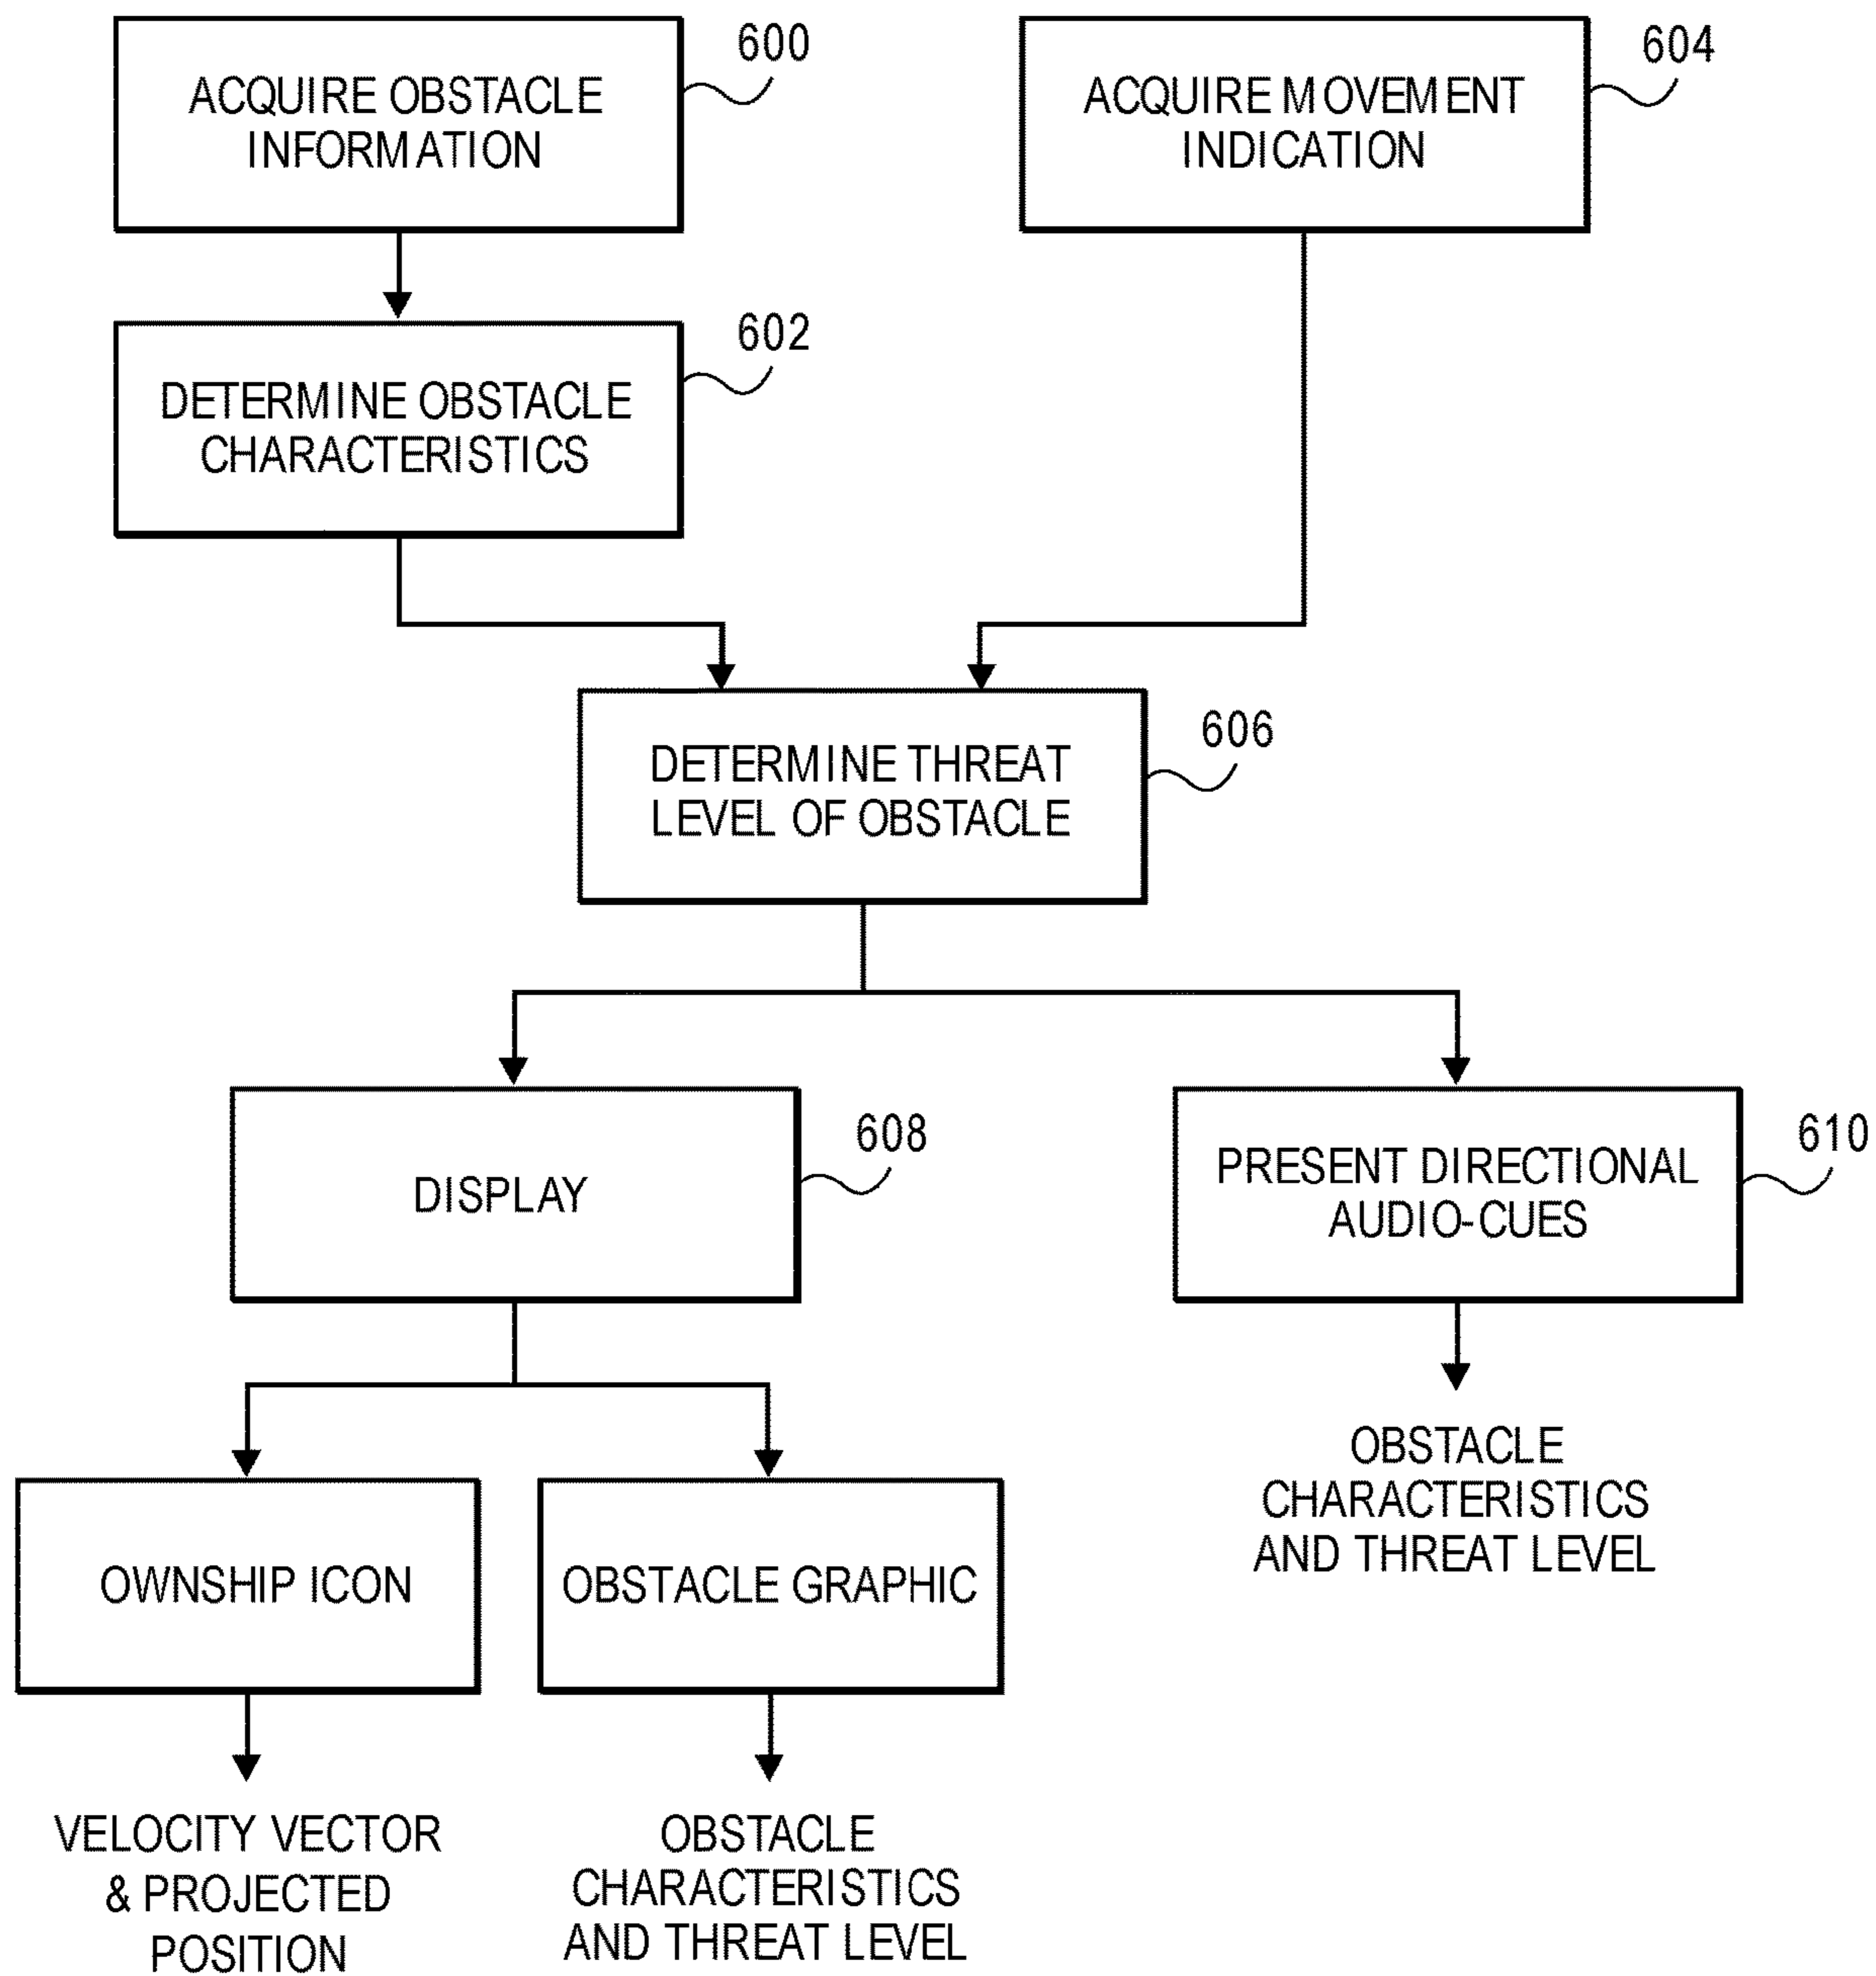 600
ACQUIRE OBSTACLE
INFORMATION
604
ACQUIRE MOVEMENT
INDICATION
602
DETERMINE OBSTACLE
CHARACTERISTICS
606
DETERMINE THREAT
LEVEL OF OBSTACLE
608
DISPLAY
610
PRESENT DIRECTIONAL
AUDIO-CUES
OBSTACLE
CHARACTERISTICS
AND THREAT LEVEL
OWNSHIP ICON
OBSTACLE GRAPHIC
VELOCITY VECTOR
& PROJECTED
POSITION
OBSTACLE
CHARACTERISTICS
AND THREAT LEVEL